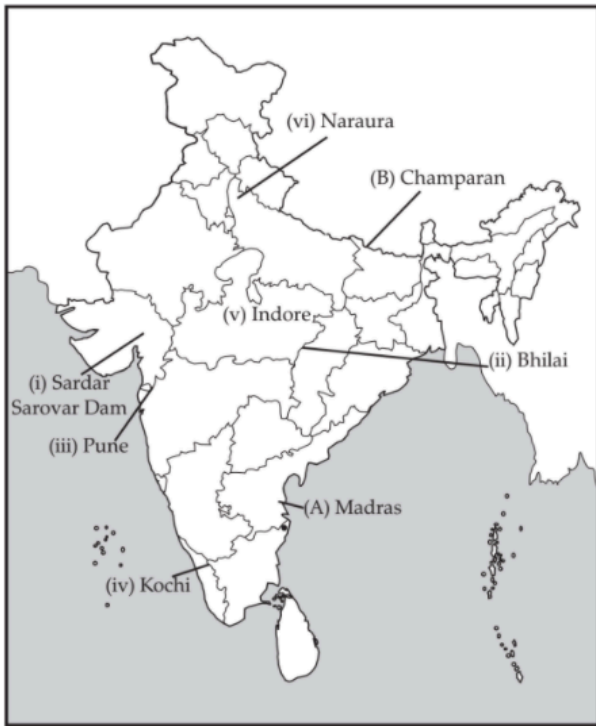 (vi) Naraura
(B) Champaran
(v) Indore
(ii) Bhilai
(i) Sardar
Sarovar Dam
(iii) Pune
(A) Madras
(iv) Kochi